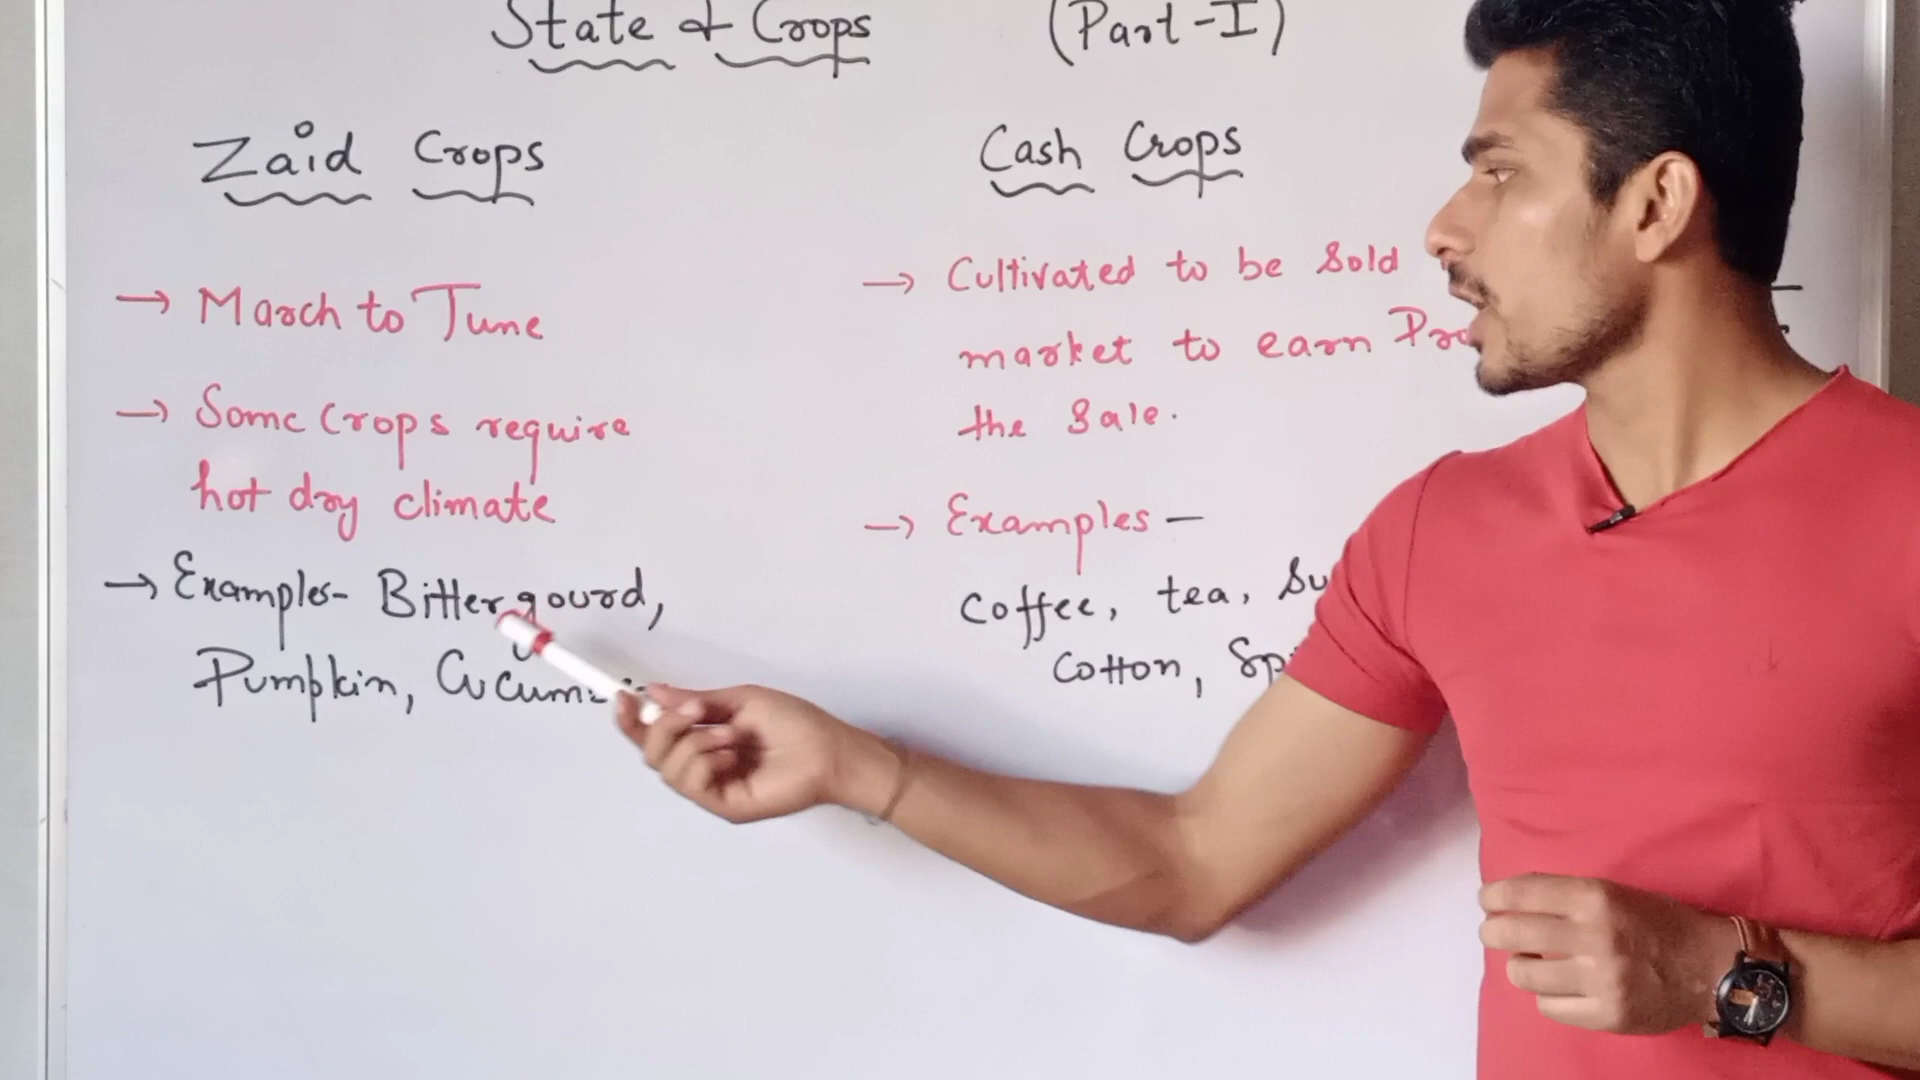 State & Crops (Part-I)
Zaid Crops
→ March to June
→ Some Crops require
hot dry climate
→ Examples- Bitter gourd,
Pumpkin,
Cash Crops
→ Cultivated to be Sold
market to earn
the Sale.
→ Examples -
Coffee, tea,
Cotton,